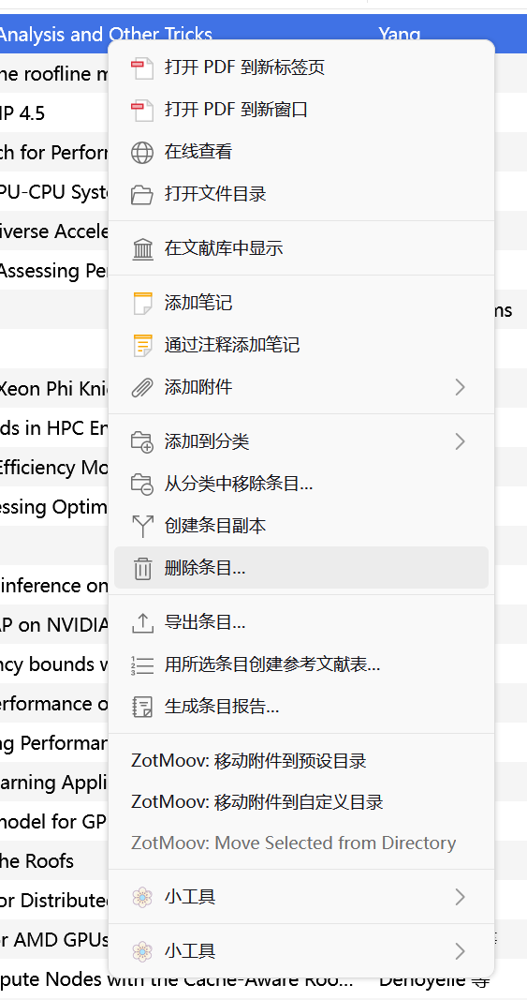 Analysis and Other Tricks Yang
打开 PDF 到新标签页
he roofline m
打开 PDF 到新窗口
IP 4.5
在线查看
ch for Perfor
PU-CPU Syst
打开文件目录
iverse Accele
在文献库中显示
Assessing Pe
添加笔记
ms
通过注释添加笔记
添加附件
Xeon Phi Kni
ds in HPC En
添加到分类
Efficiency Mo
从分类中移除条目...
essing Optim
创建条目副本
删除条目...
inference on
导出条目...
AP on NVIDIA
用所选条目创建参考文献表...
ncy bounds w
生成条目报告...
erformance o
ng Performan
ZotMoov: 移动附件到预设目录
arning Appli
ZotMoov: 移动附件到自定义目录
model for GP
ZotMoov: Move Selected from Directory
he Roofs
小工具
or Distribute
or AMD GPUs
小工具
pute Nodes with the Cache-Aware Roo... Denoyelle 等